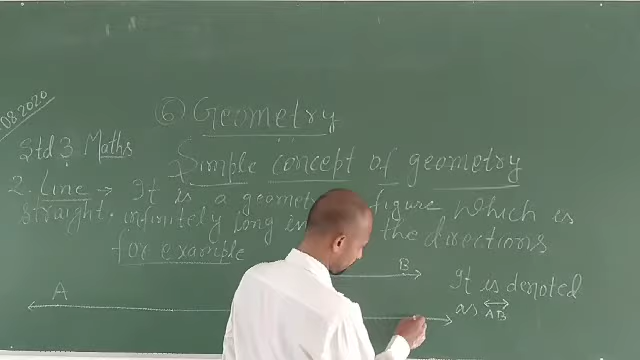 08.2020
6 Geometry
Std 3 Maths
Simple concept of geometry
2. Line → It is a geomet figure which is
straight. infinitely long in the directions
for example
B
It is denoted
A
as AB